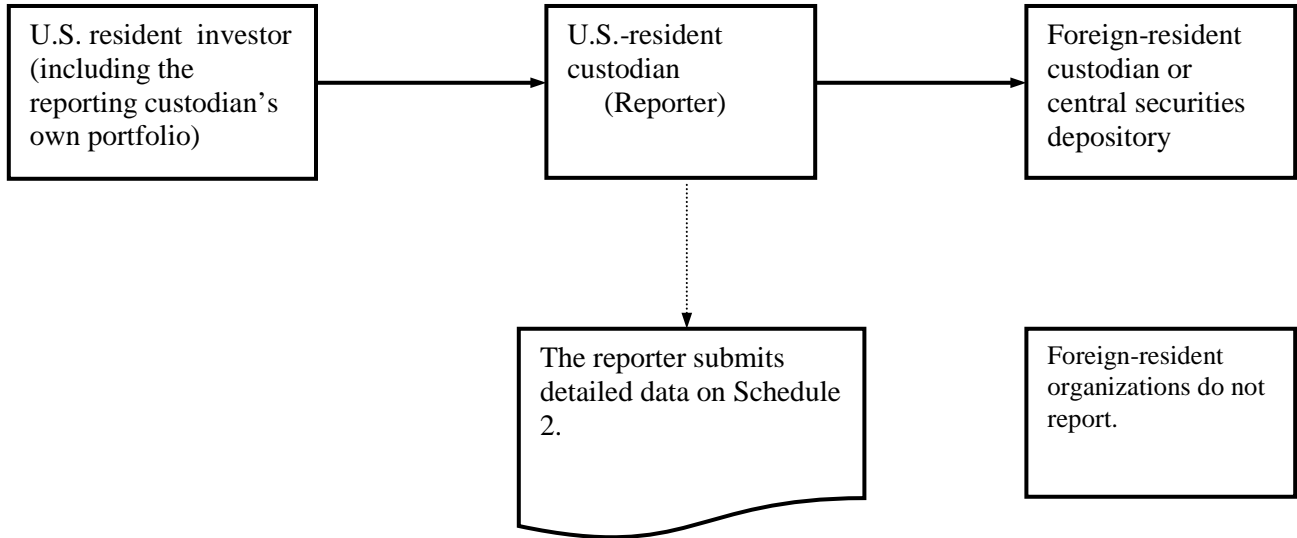 U.S. resident  investor
(including the
reporting custodian’s
own portfolio)
U.S.-resident
custodian
(Reporter)
Foreign-resident
custodian or
central securities
depository
The reporter submits
detailed data on Schedule
2.
Foreign-resident
organizations do not
report.